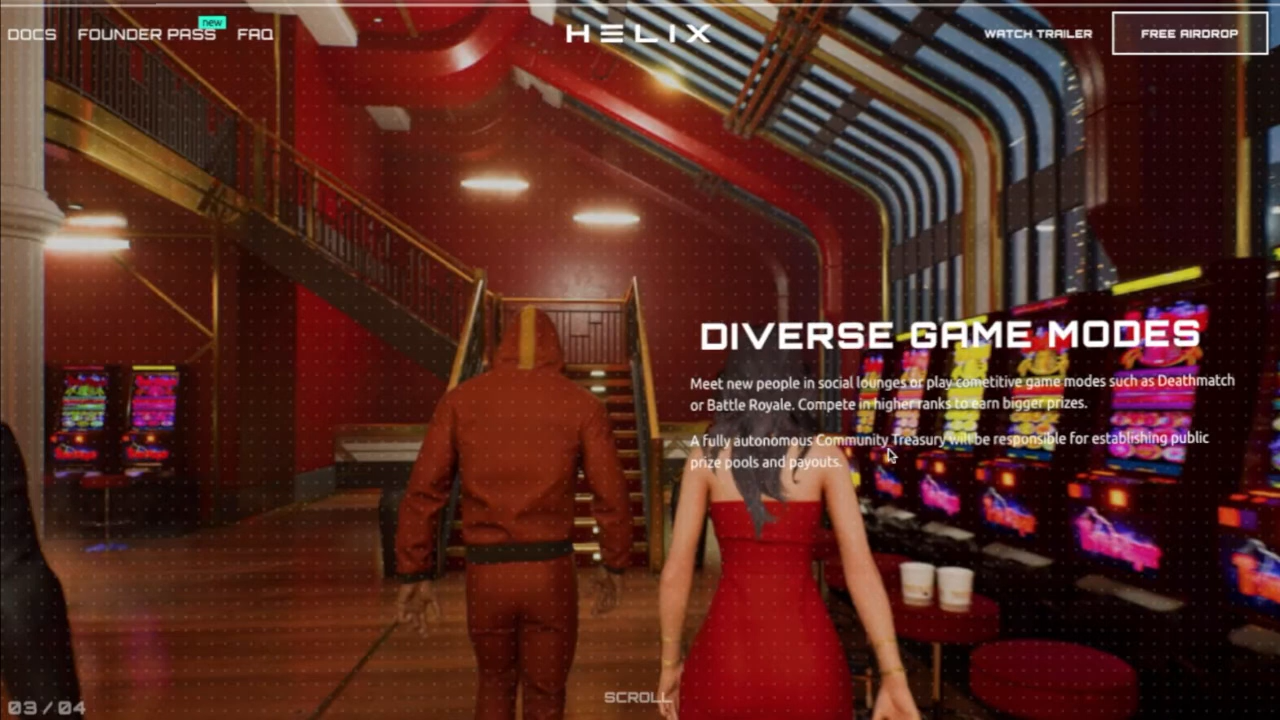 new
DOCS FOUNDER PASS FAQ
HELIX
WATCH TRAILER
FREE AIRDROP
DIVERSE GAME MODES
Meet new people in social lounges or play cometitive game modes such as Deathmatch
or Battle Royale. Compete in higher ranks to earn bigger prizes.
A fully autonomous Community Treasury will be responsible for establishing public
prize pools and payouts.
SCROLL
03 / 04